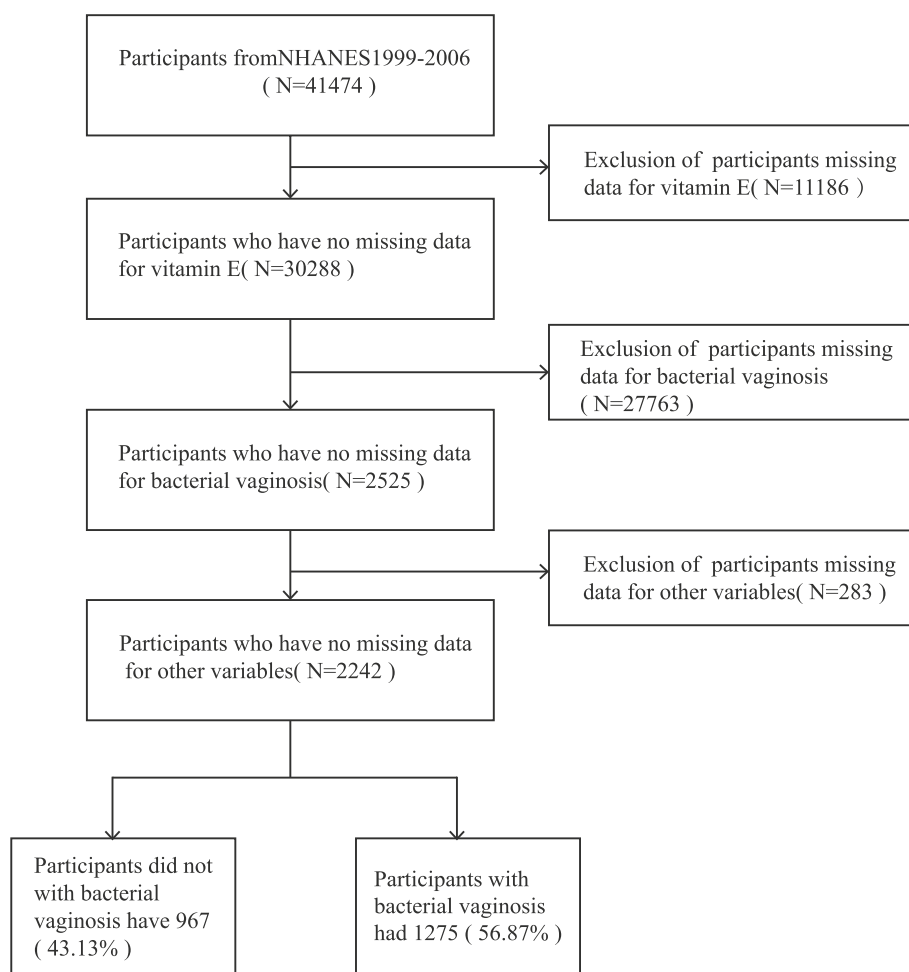 Participants fromNHANES1999-2006
( N=41474 )
Exclusion of participants missing
data for vitamin E( N=11186 )
Participants who have no missing data
for vitamin E( N=30288 )
Exclusion of participants missing
data for bacterial vaginosis
( N=27763 )
Participants who have no missing data
for bacterial vaginosis( N=2525 )
Exclusion of participants missing
data for other variables( N=283 )
Participants who have no missing data
for other variables( N=2242 )
Participants did not
with bacterial
vaginosis have 967
( 43.13% )
Participants with
bacterial vaginosis
had 1275 ( 56.87% )